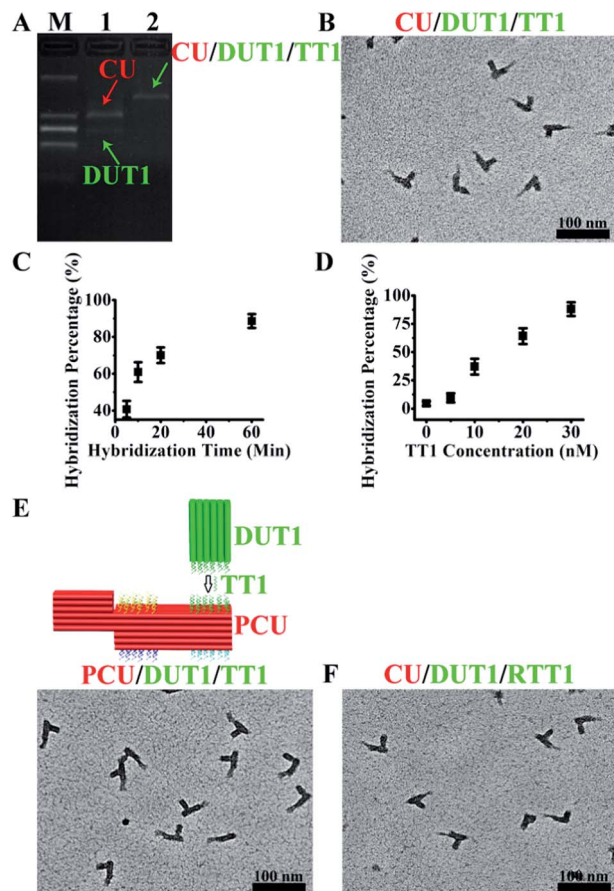 A
M 1 2
CU/DUT1/TT1
CU
DUT1
B
CU/DUT1/TT1
100 nm
C
Hybridization Percentage (%)
100
80
60
40
0 20 40 60
Hybridization Time (Min)
D
Hybridization Percentage (%)
100
75
50
25
0
0 10 20 30
TT1 Concentration (nM)
E
DUT1
TT1
PCU
PCU/DUT1/TT1
100 nm
F
CU/DUT1/RTT1
100 nm